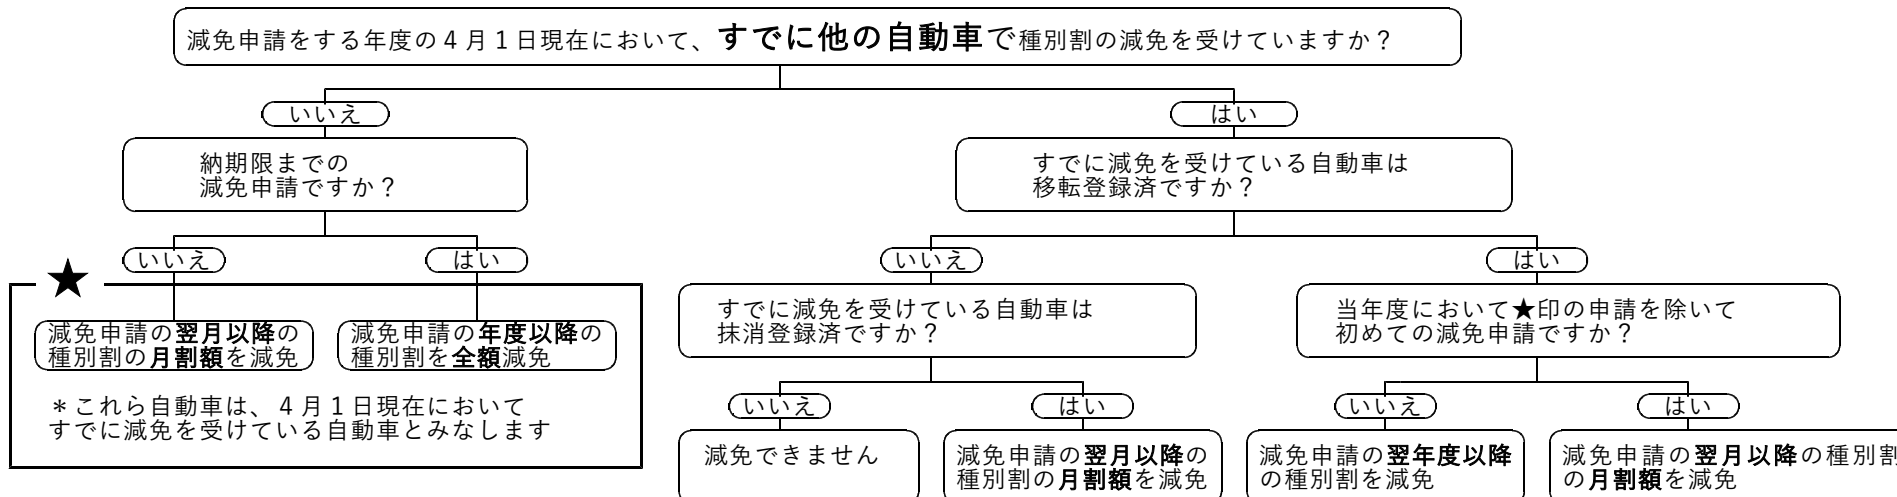 減免申請をする年度の4月1日現在において、すでに他の自動車で種別割の減免を受けていますか？
いいえ
はい
納期限までの
減免申請ですか？
すでに減免を受けている自動車は
移転登録済ですか？
いいえ
はい
いいえ
はい
★
減免申請の翌月以降の
種別割の月割額を減免
減免申請の年度以降の
種別割を全額減免
＊これら自動車は、4月1日現在において
すでに減免を受けている自動車とみなします
すでに減免を受けている自動車は
抹消登録済ですか？
当年度において★印の申請を除いて
初めての減免申請ですか？
いいえ
はい
いいえ
はい
減免できません
減免申請の翌月以降の
種別割の月割額を減免
減免申請の翌年度以降
の種別割を減免
減免申請の翌月以降の種別割
の月割額を減免